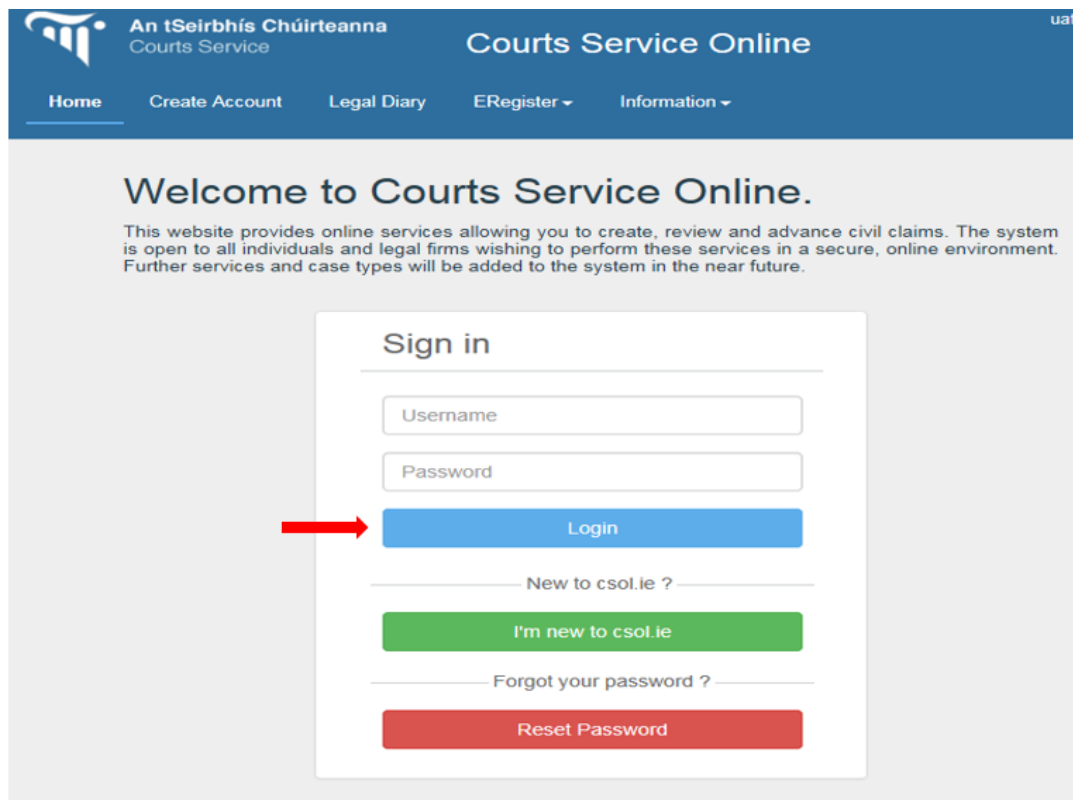 An tSeirbhís Chúirteanna
Courts Service
Courts Service Online
Home Create Account Legal Diary ERegister Information
Welcome to Courts Service Online.
This website provides online services allowing you to create, review and advance civil claims. The system
is open to all individuals and legal firms wishing to perform these services in a secure, online environment.
Further services and case types will be added to the system in the near future.
Sign in
Username
Password
Login
New to csol.ie ?
I'm new to csol.ie
Forgot your password ?
Reset Password